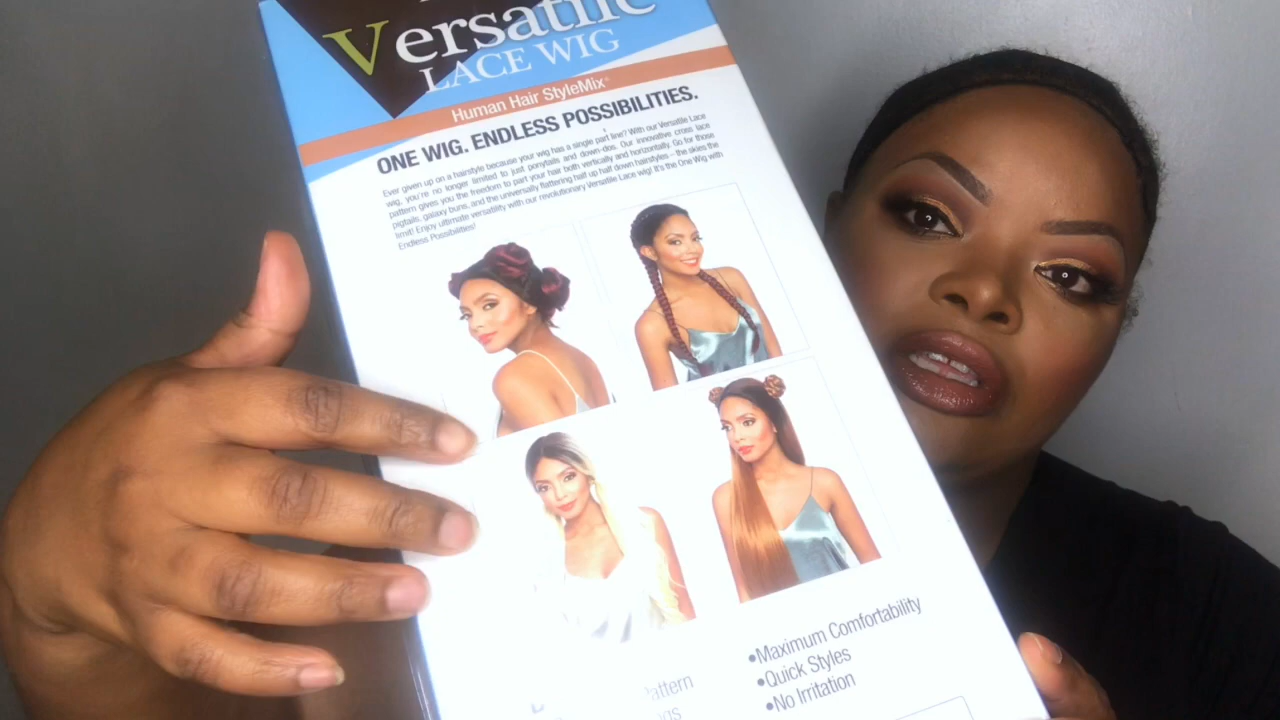 Versatile
LACE WIG
Human Hair StyleMix
ONE WIG. ENDLESS POSSIBILITIES.
Ever given up on a hairstyle because your wig has a single part line? With our Versatile Lace
wig, you're no longer limited to just ponytails and down-dos. Our innovative cross lace
pattern gives you the freedom to part your hair both vertically and horizontally. Go for those
pigtails, galaxy buns, and the universally flattering half up half down hairstyles – the skies the
limit! Enjoy ultimate versatility with our revolutionary Versatile Lace wig! It's the One Wig with
Endless Possibilities!
•Maximum Comfortability
•Quick Styles
•No Irritation